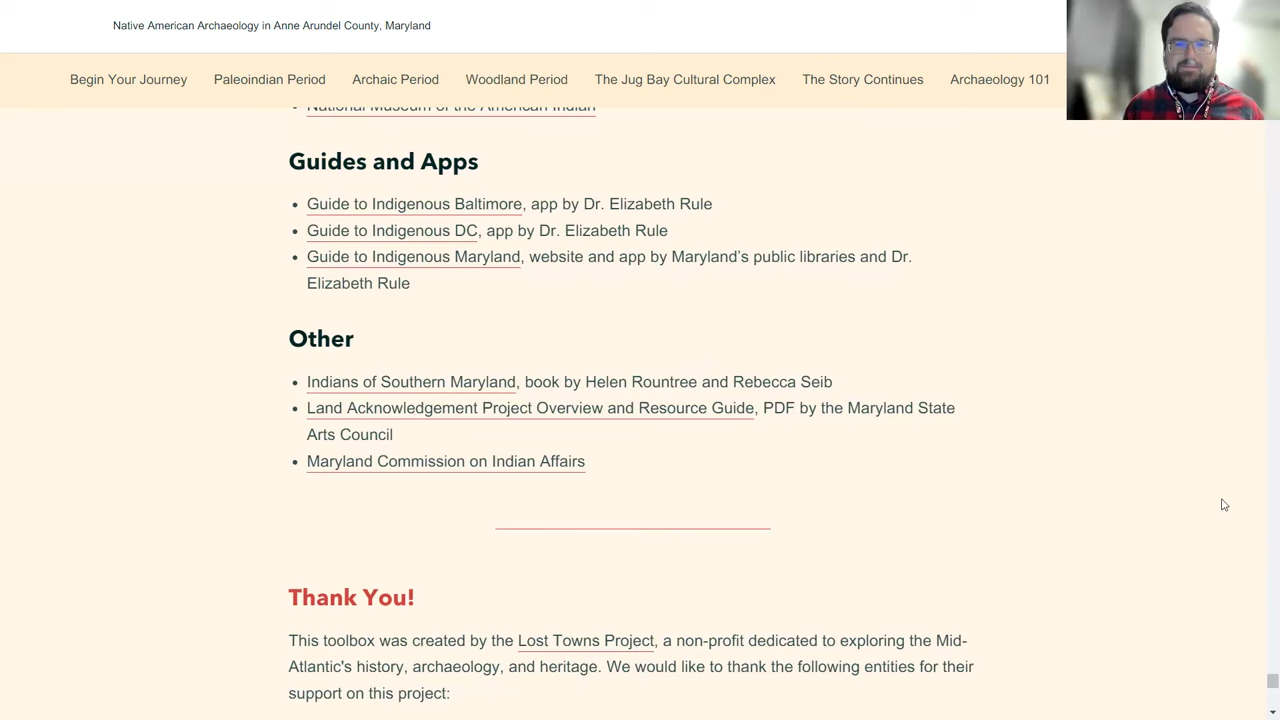 Native American Archaeology in Anne Arundel County, Maryland
Begin Your Journey Paleoindian Period Archaic Period Woodland Period The Jug Bay Cultural Complex The Story Continues Archaeology 101
National Museum of the American Indian
Guides and Apps
Guide to Indigenous Baltimore, app by Dr. Elizabeth Rule
Guide to Indigenous DC, app by Dr. Elizabeth Rule
Guide to Indigenous Maryland, website and app by Maryland’s public libraries and Dr.
Elizabeth Rule
Other
Indians of Southern Maryland, book by Helen Rountree and Rebecca Seib
Land Acknowledgement Project Overview and Resource Guide, PDF by the Maryland State
Arts Council
Maryland Commission on Indian Affairs
Thank You!
This toolbox was created by the Lost Towns Project, a non-profit dedicated to exploring the Mid-
Atlantic's history, archaeology, and heritage. We would like to thank the following entities for their
support on this project: